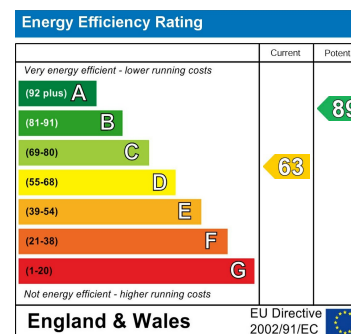 Energy Efficiency Rating
Current
Very energy efficient - lower running costs
(92 plus) A
(81-91) B
89
(69-80) C
(55-68) D
63
(39-54) E
(21-38) F
(1-20) G
Not energy efficient - higher running costs
England & Wales
EU Directive
2002/91/EC